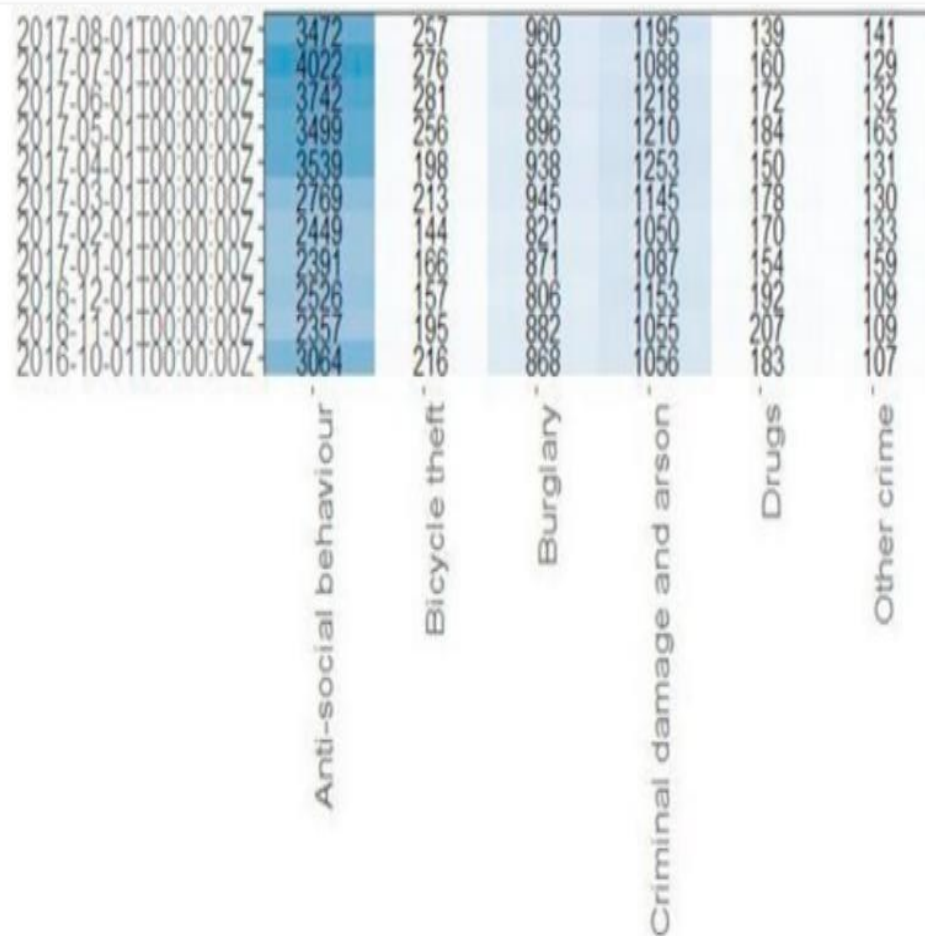 2017-08-01T00:00:00Z 3472 257 960 1195 139 141
2017-07-01T00:00:00Z 4022 276 953 1088 160 129
2017-06-01T00:00:00Z 3742 281 963 1218 172 132
2017-05-01T00:00:00Z 3499 256 896 1210 184 163
2017-04-01T00:00:00Z 3539 198 938 1253 150 131
2017-03-01T00:00:00Z 2769 213 945 1145 178 130
2017-02-01T00:00:00Z 2449 144 821 1050 170 133
2017-01-01T00:00:00Z 2391 166 871 1087 154 159
2016-12-01T00:00:00Z 2526 157 806 1153 192 109
2016-11-01T00:00:00Z 2357 195 882 1055 207 109
2016-10-01T00:00:00Z 3064 216 868 1056 183 107
Anti-social behaviour
Bicycle theft
Burglary
Criminal damage and arson
Drugs
Other crime